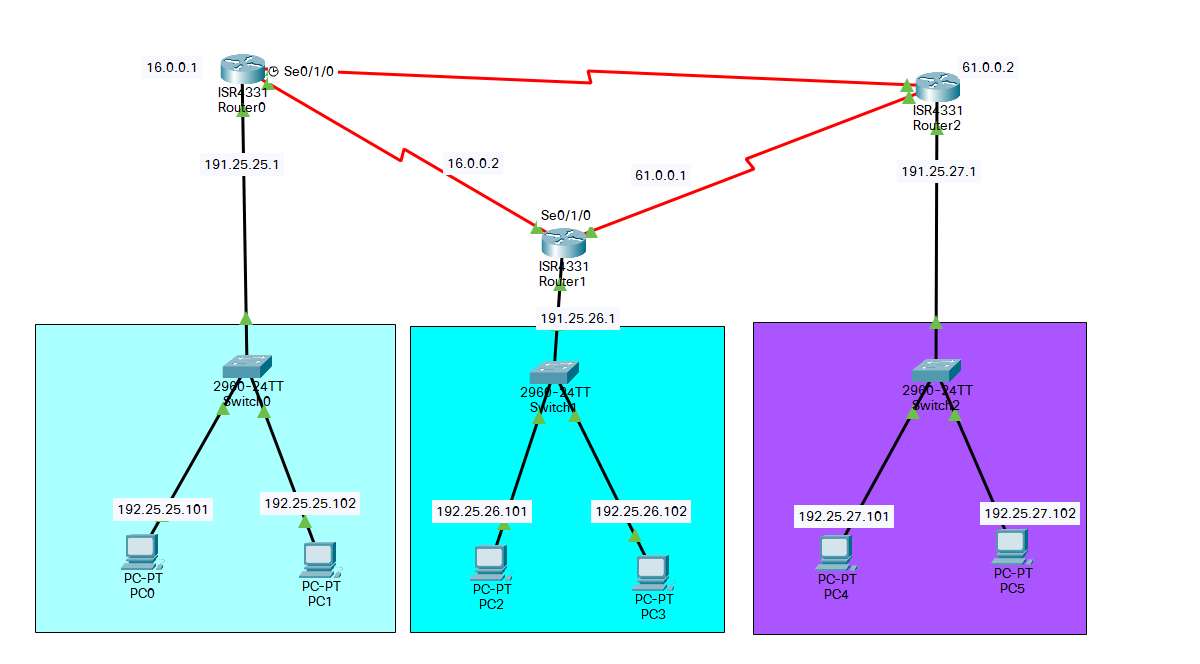 16.0.0.1
Se0/1/0
61.0.0.2
ISR4331
Router0
ISR4331
Router2
191.25.25.1
16.0.0.2
61.0.0.1
191.25.27.1
Se0/1/0
ISR4331
Router1
191.25.26.1
2960-24TT
Switch0
2960-24TT
Switch1
2960-24TT
Switch2
192.25.25.101
192.25.25.102
192.25.26.101
192.25.26.102
192.25.27.101
192.25.27.102
PC-PT
PC0
PC-PT
PC1
PC-PT
PC2
PC-PT
PC3
PC-PT
PC4
PC-PT
PC5